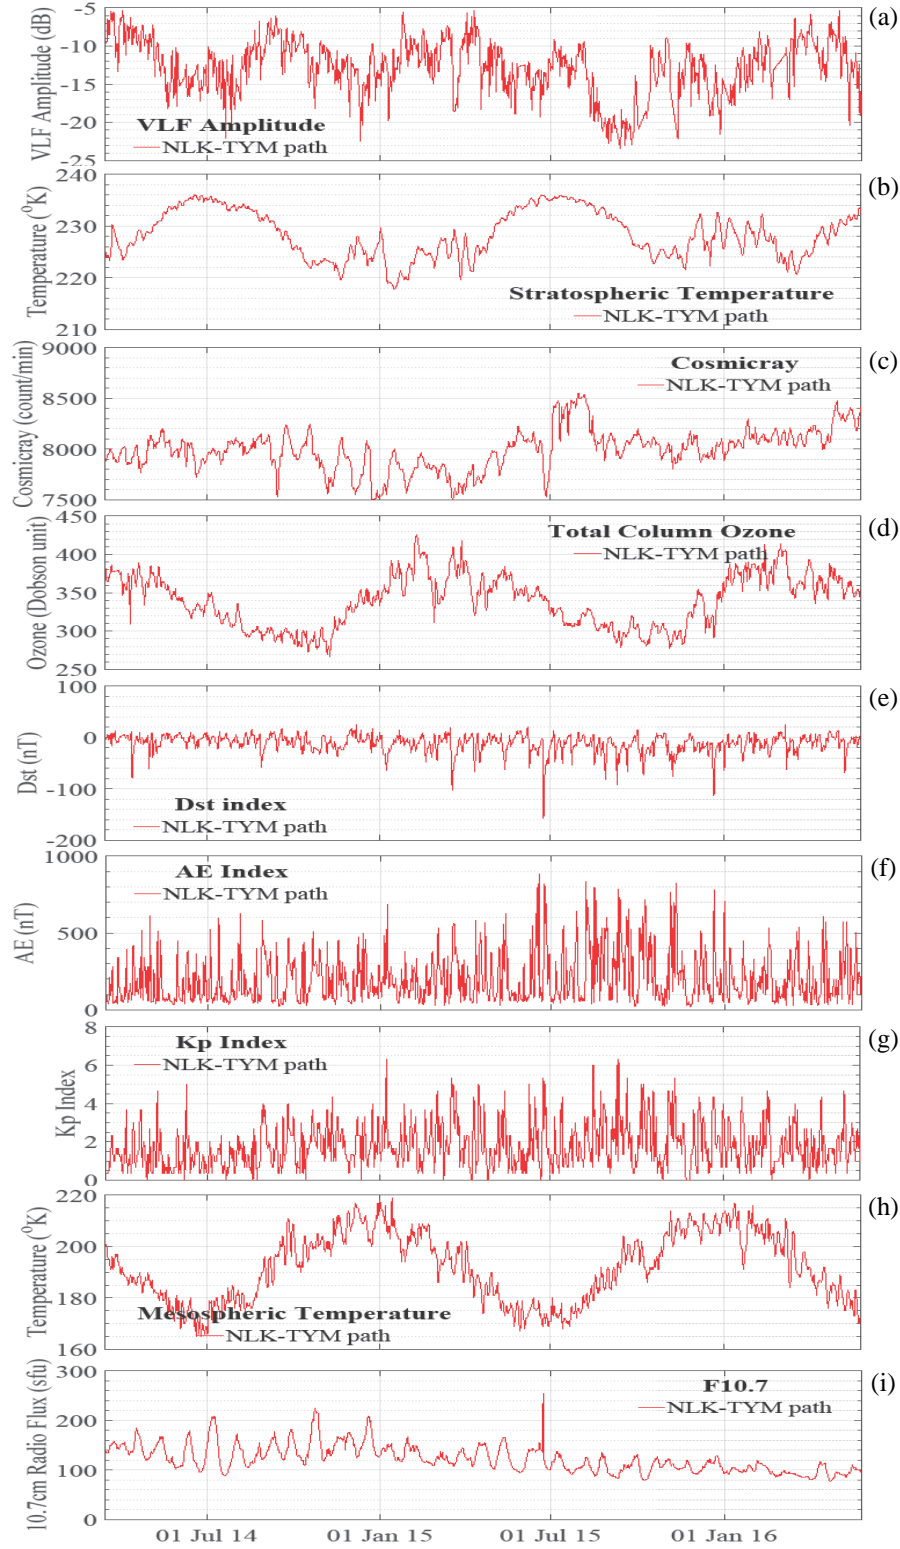 (a)
VLF Amplitude (dB)
-5
-10
-15
-20
-25
VLF Amplitude
NLK-TYM path
(b)
Temperature (⁰K)
240
230
220
210
Stratospheric Temperature
NLK-TYM path
(c)
Cosmicray (count/min)
9000
8500
8000
7500
Cosmicray
NLK-TYM path
(d)
Ozone (Dobson unit)
450
400
350
300
250
Total Column Ozone
NLK-TYM path
(e)
Dst (nT)
100
0
-100
-200
Dst index
NLK-TYM path
(f)
AE (nT)
1000
500
0
AE Index
NLK-TYM path
(g)
Kp Index
8
6
4
2
0
Kp Index
NLK-TYM path
(h)
Temperature (⁰K)
220
200
180
160
Mesospheric Temperature
NLK-TYM path
(i)
10.7cm Radio Flux (sfu)
300
200
100
0
F10.7
NLK-TYM path
01 Jul 14
01 Jan 15
01 Jul 15
01 Jan 16